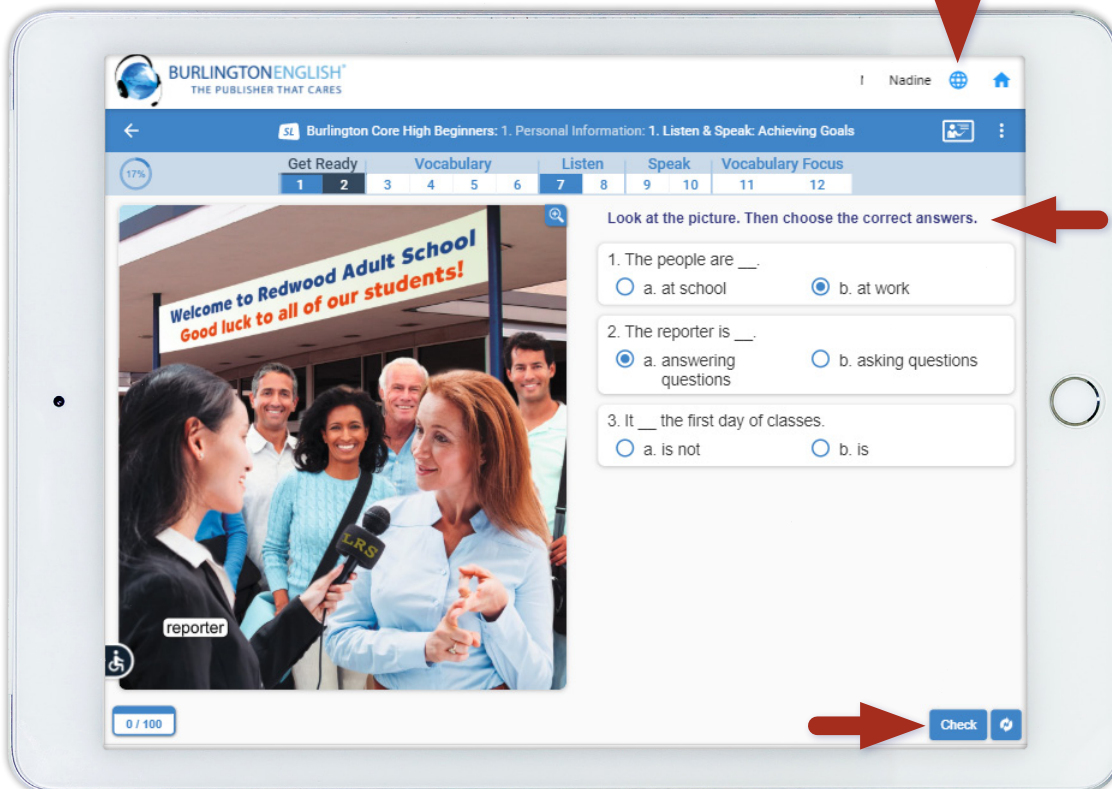 BURLINGTONENGLISH®
THE PUBLISHER THAT CARES
Nadine
SL Burlington Core High Beginners: 1. Personal Information: 1. Listen & Speak: Achieving Goals
17%
Get Ready Vocabulary Listen Speak Vocabulary Focus
1 2 3 4 5 6 7 8 9 10 11 12
Welcome to Redwood Adult School
Good luck to all of our students!
LRS
reporter
Look at the picture. Then choose the correct answers.
1. The people are __.
a. at school b. at work
2. The reporter is __.
a. answering
questions
b. asking questions
3. It __ the first day of classes.
a. is not b. is
0 / 100
Check